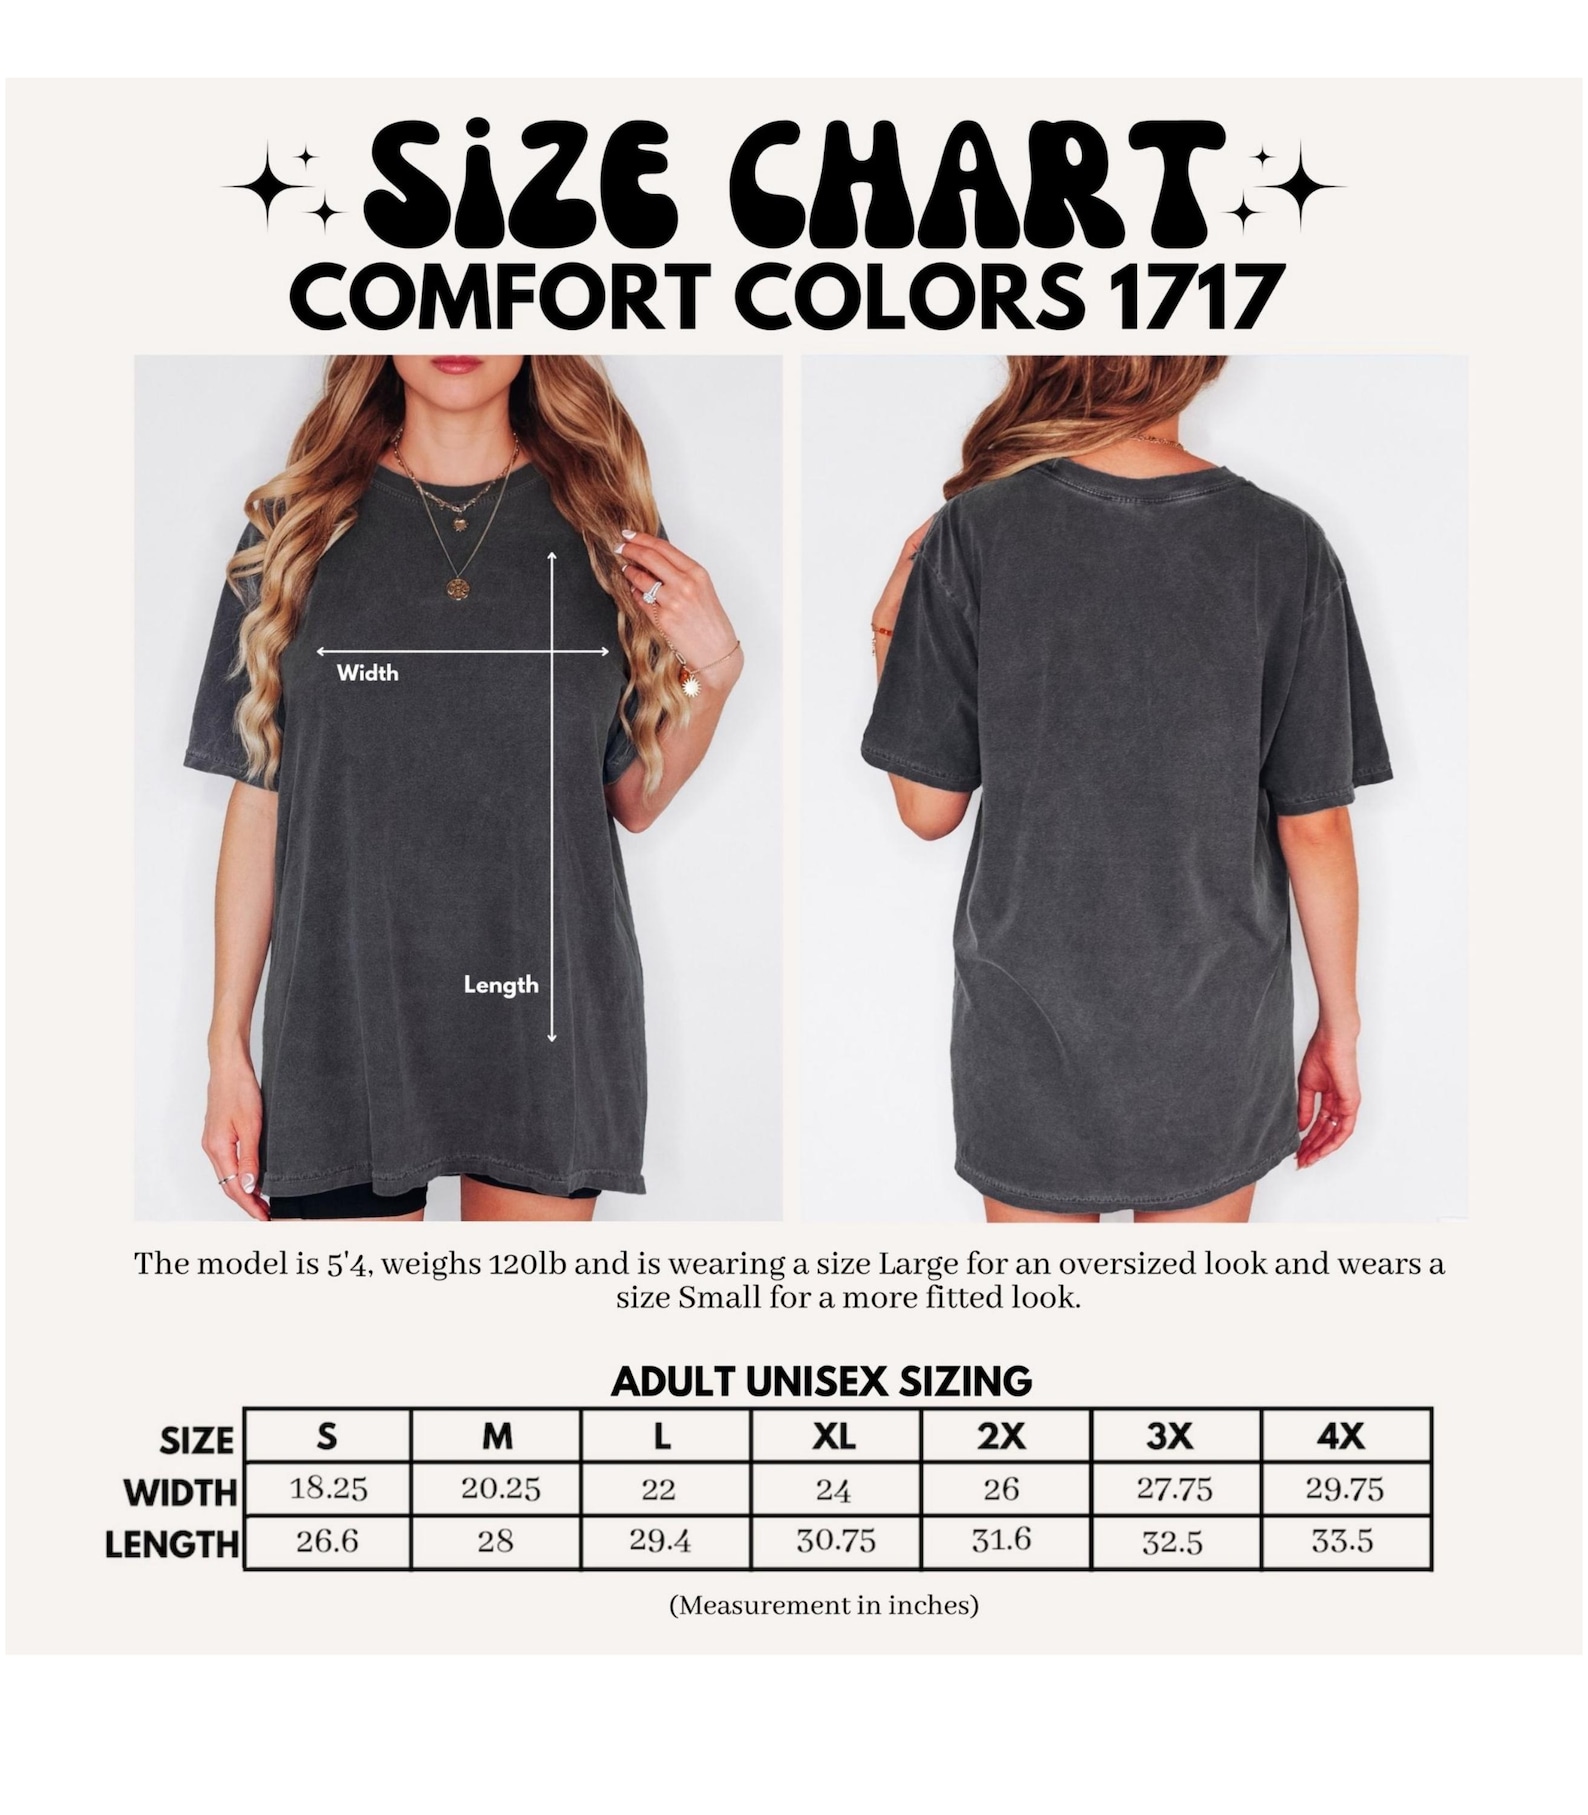 SiZE CHART
COMFORT COLORS 1717
Width
Length
The model is 5'4, weighs 120lb and is wearing a size Large for an oversized look and wears a
size Small for a more fitted look.
ADULT UNISEX SIZING
SIZE S M L XL 2X 3X 4X
WIDTH 18.25 20.25 22 24 26 27.75 29.75
LENGTH 26.6 28 29.4 30.75 31.6 32.5 33.5
(Measurement in inches)